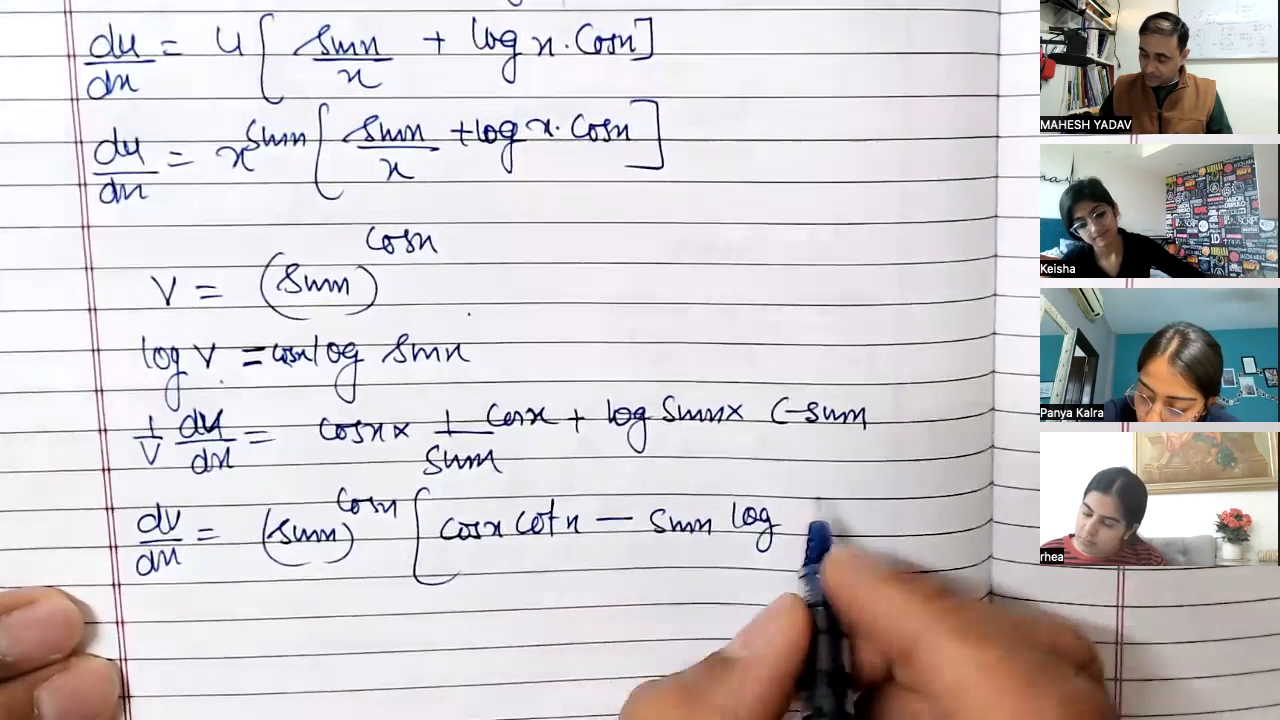 du/dx = u [ sinx/x + log x . Cosx ]
du/dx = x^sinx [ sinx/x + log x . Cosx ]
V = (sinx)^cosx
log V = cosx log sinx
1/V du/dx = cosx × 1/sinx cosx + log sinx × (-sinx
dv/dx = (sinx)^cosx [ cosx cot x - sinx log
MAHESH YADAV
Keisha
Panya Kalra
rhea